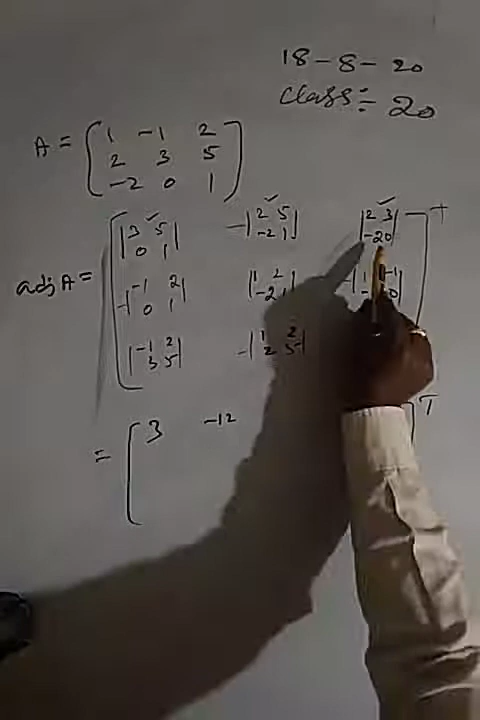 18-8-20
Class:- 20
A = [ 1 -1 2
2 3 5
-2 0 1 ]
adj A = [ |3 5| -|2 5| |2 3| ] T
|0 1| |-2 1| |-2 0|
-|-1 2| |1 2| -|1 -1|
|0 1| |-2 1|
|-1 2| -|1 2|
|3 5| |2 5|
= [ 3 -12 ] T